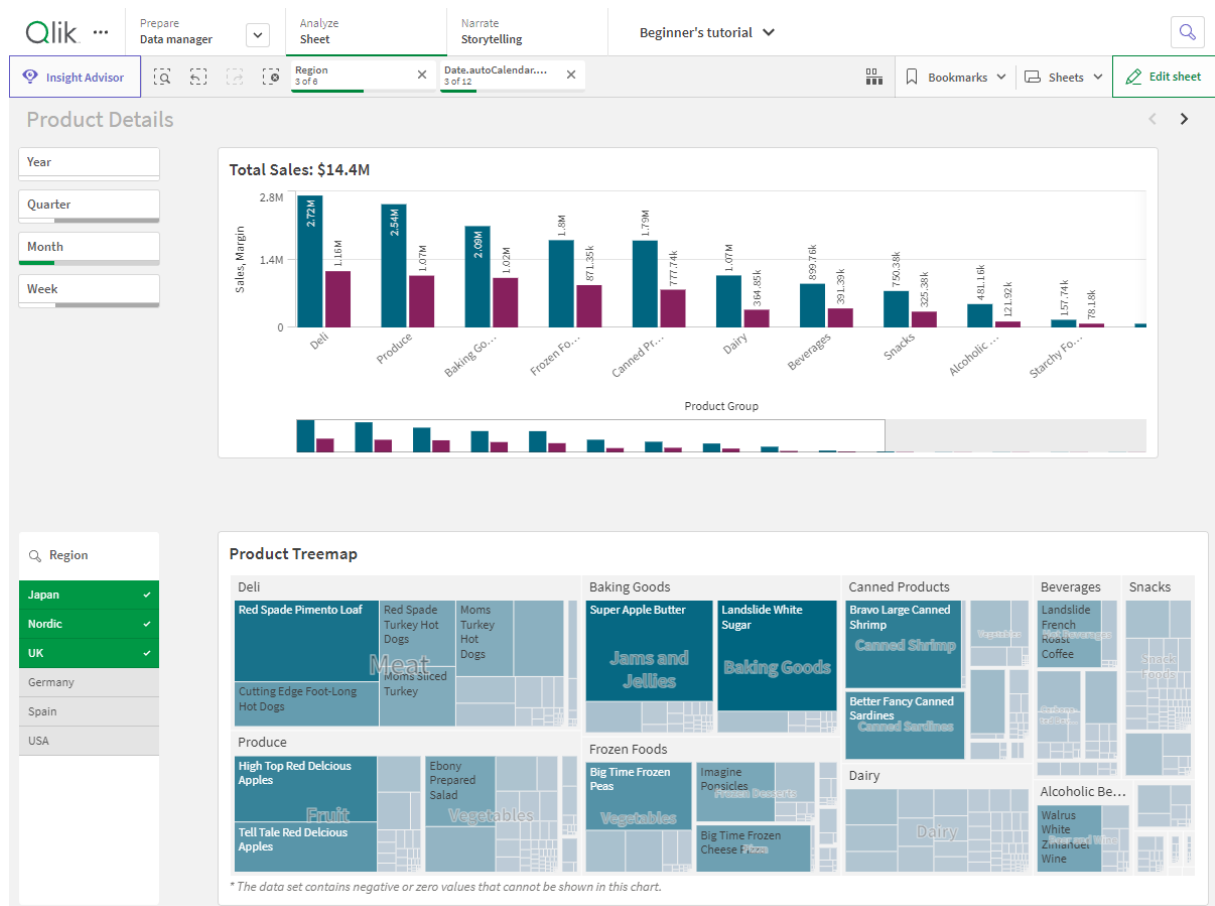 Qlik
Prepare
Data manager
Analyze
Sheet
Narrate
Storytelling
Beginner's tutorial
Insight Advisor
Region
3 of 6
Date.autoCalendar....
3 of 12
Bookmarks
Sheets
Edit sheet
Product Details
Year
Quarter
Month
Week
Total Sales: $14.4M
Sales, Margin
2.8M
1.4M
0
2.72M
1.16M
2.54M
1.07M
2.09M
1.02M
1.8M
871.35k
1.79M
777.74k
1.07M
364.85k
899.76k
391.39k
750.38k
325.38k
481.16k
121.92k
157.74k
78.18k
Deli
Produce
Baking Go...
Frozen Fo...
Canned Pr...
Dairy
Beverages
Snacks
Alcoholic ...
Starchy Fo...
Product Group
Region
Japan
Nordic
UK
Germany
Spain
USA
Product Treemap
Deli
Red Spade Pimento Loaf
Red Spade
Turkey Hot
Dogs
Moms
Turkey
Hot
Dogs
Meat
Moms Sliced
Turkey
Cutting Edge Foot-Long
Hot Dogs
Produce
High Top Red Delcious
Apples
Fruit
Tell Tale Red Delcious
Apples
Ebony
Prepared
Salad
Vegetables
Baking Goods
Super Apple Butter
Jams and
Jellies
Landslide White
Sugar
Baking Goods
Frozen Foods
Big Time Frozen
Peas
Vegetables
Imagine
Popsicles
Frozen Desserts
Big Time Frozen
Cheese Pizza
Canned Products
Bravo Large Canned
Shrimp
Canned Shrimp
Better Fancy Canned
Sardines
Canned Sardines
Vegetables
Dairy
Dairy
Beverages
Landslide
French
Roast
Coffee
Hot Beverages
Alcoholic Be...
Walrus
White
Zinfandel
Wine
Beer and Wine
Snacks
Snack
Foods
* The data set contains negative or zero values that cannot be shown in this chart.